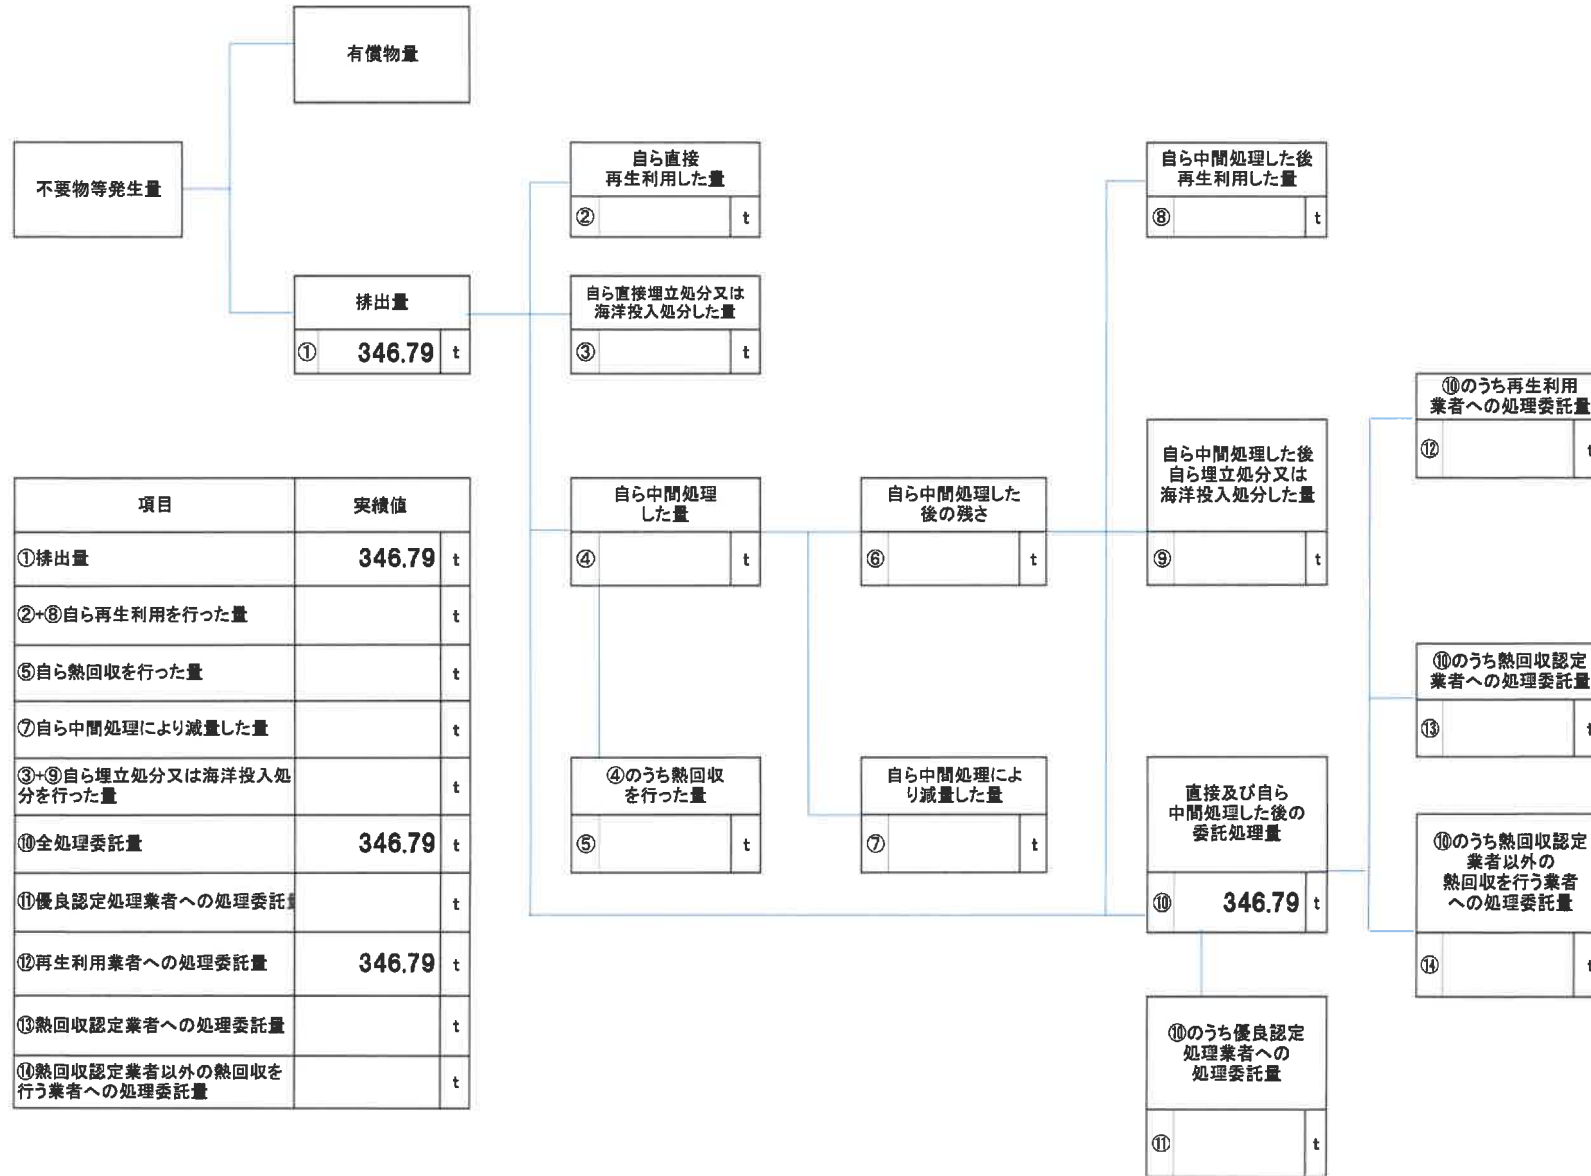 有償物量
不要物等発生量
排出量
① 346.79 t
自ら直接
再生利用した量
② t
自ら直接埋立処分又は
海洋投入処分した量
③ t
自ら中間処理
した量
④ t
④のうち熱回収
を行った量
⑤ t
自ら中間処理した
後の残さ
⑥ t
自ら中間処理によ
り減量した量
⑦ t
自ら中間処理した後
再生利用した量
⑧ t
自ら中間処理した後
自ら埋立処分又は
海洋投入処分した量
⑨ t
直接及び自ら
中間処理した後の
委託処理量
⑩ 346.79 t
⑩のうち優良認定
処理業者への
処理委託量
⑪ t
⑩のうち再生利用
業者への処理委託量
⑫ t
⑩のうち熱回収認定
業者への処理委託量
⑬ t
⑩のうち熱回収認定
業者以外の
熱回収を行う業者
への処理委託量
⑭ t
項目 実績値
①排出量 346.79 t
②+⑧自ら再生利用を行った量 t
⑤自ら熱回収を行った量 t
⑦自ら中間処理により減量した量 t
③+⑨自ら埋立処分又は海洋投入処
分を行った量 t
⑩全処理委託量 346.79 t
⑪優良認定処理業者への処理委託量 t
⑫再生利用業者への処理委託量 346.79 t
⑬熱回収認定業者への処理委託量 t
⑭熱回収認定業者以外の熱回収を
行う業者への処理委託量 t